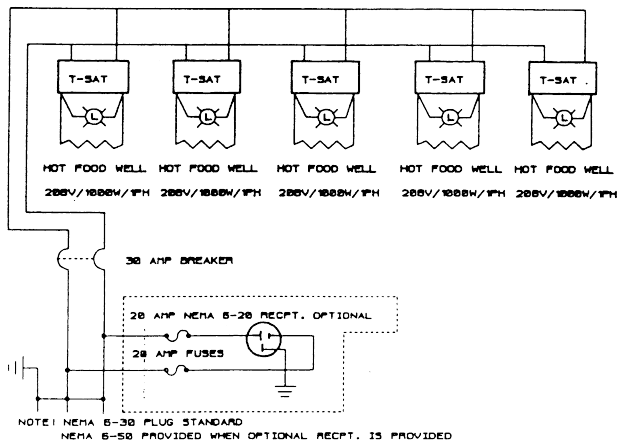 T-SAT T-SAT T-SAT T-SAT T-SAT
L L L L L
HOT FOOD WELL HOT FOOD WELL HOT FOOD WELL HOT FOOD WELL HOT FOOD WELL
208V/1000W/1PH 208V/1000W/1PH 208V/1000W/1PH 208V/1000W/1PH 208V/1000W/1PH
30 AMP BREAKER
20 AMP NEMA 6-20 RECPT. OPTIONAL
20 AMP FUSES
NOTE! NEMA 6-30 PLUG STANDARD
NEMA 6-50 PROVIDED WHEN OPTIONAL RECPT. IS PROVIDED